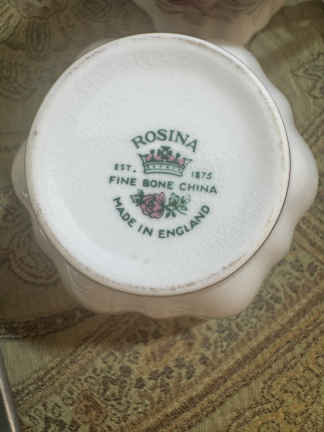 ROSINA
EST. 1875
FINE BONE CHINA
MADE IN ENGLAND